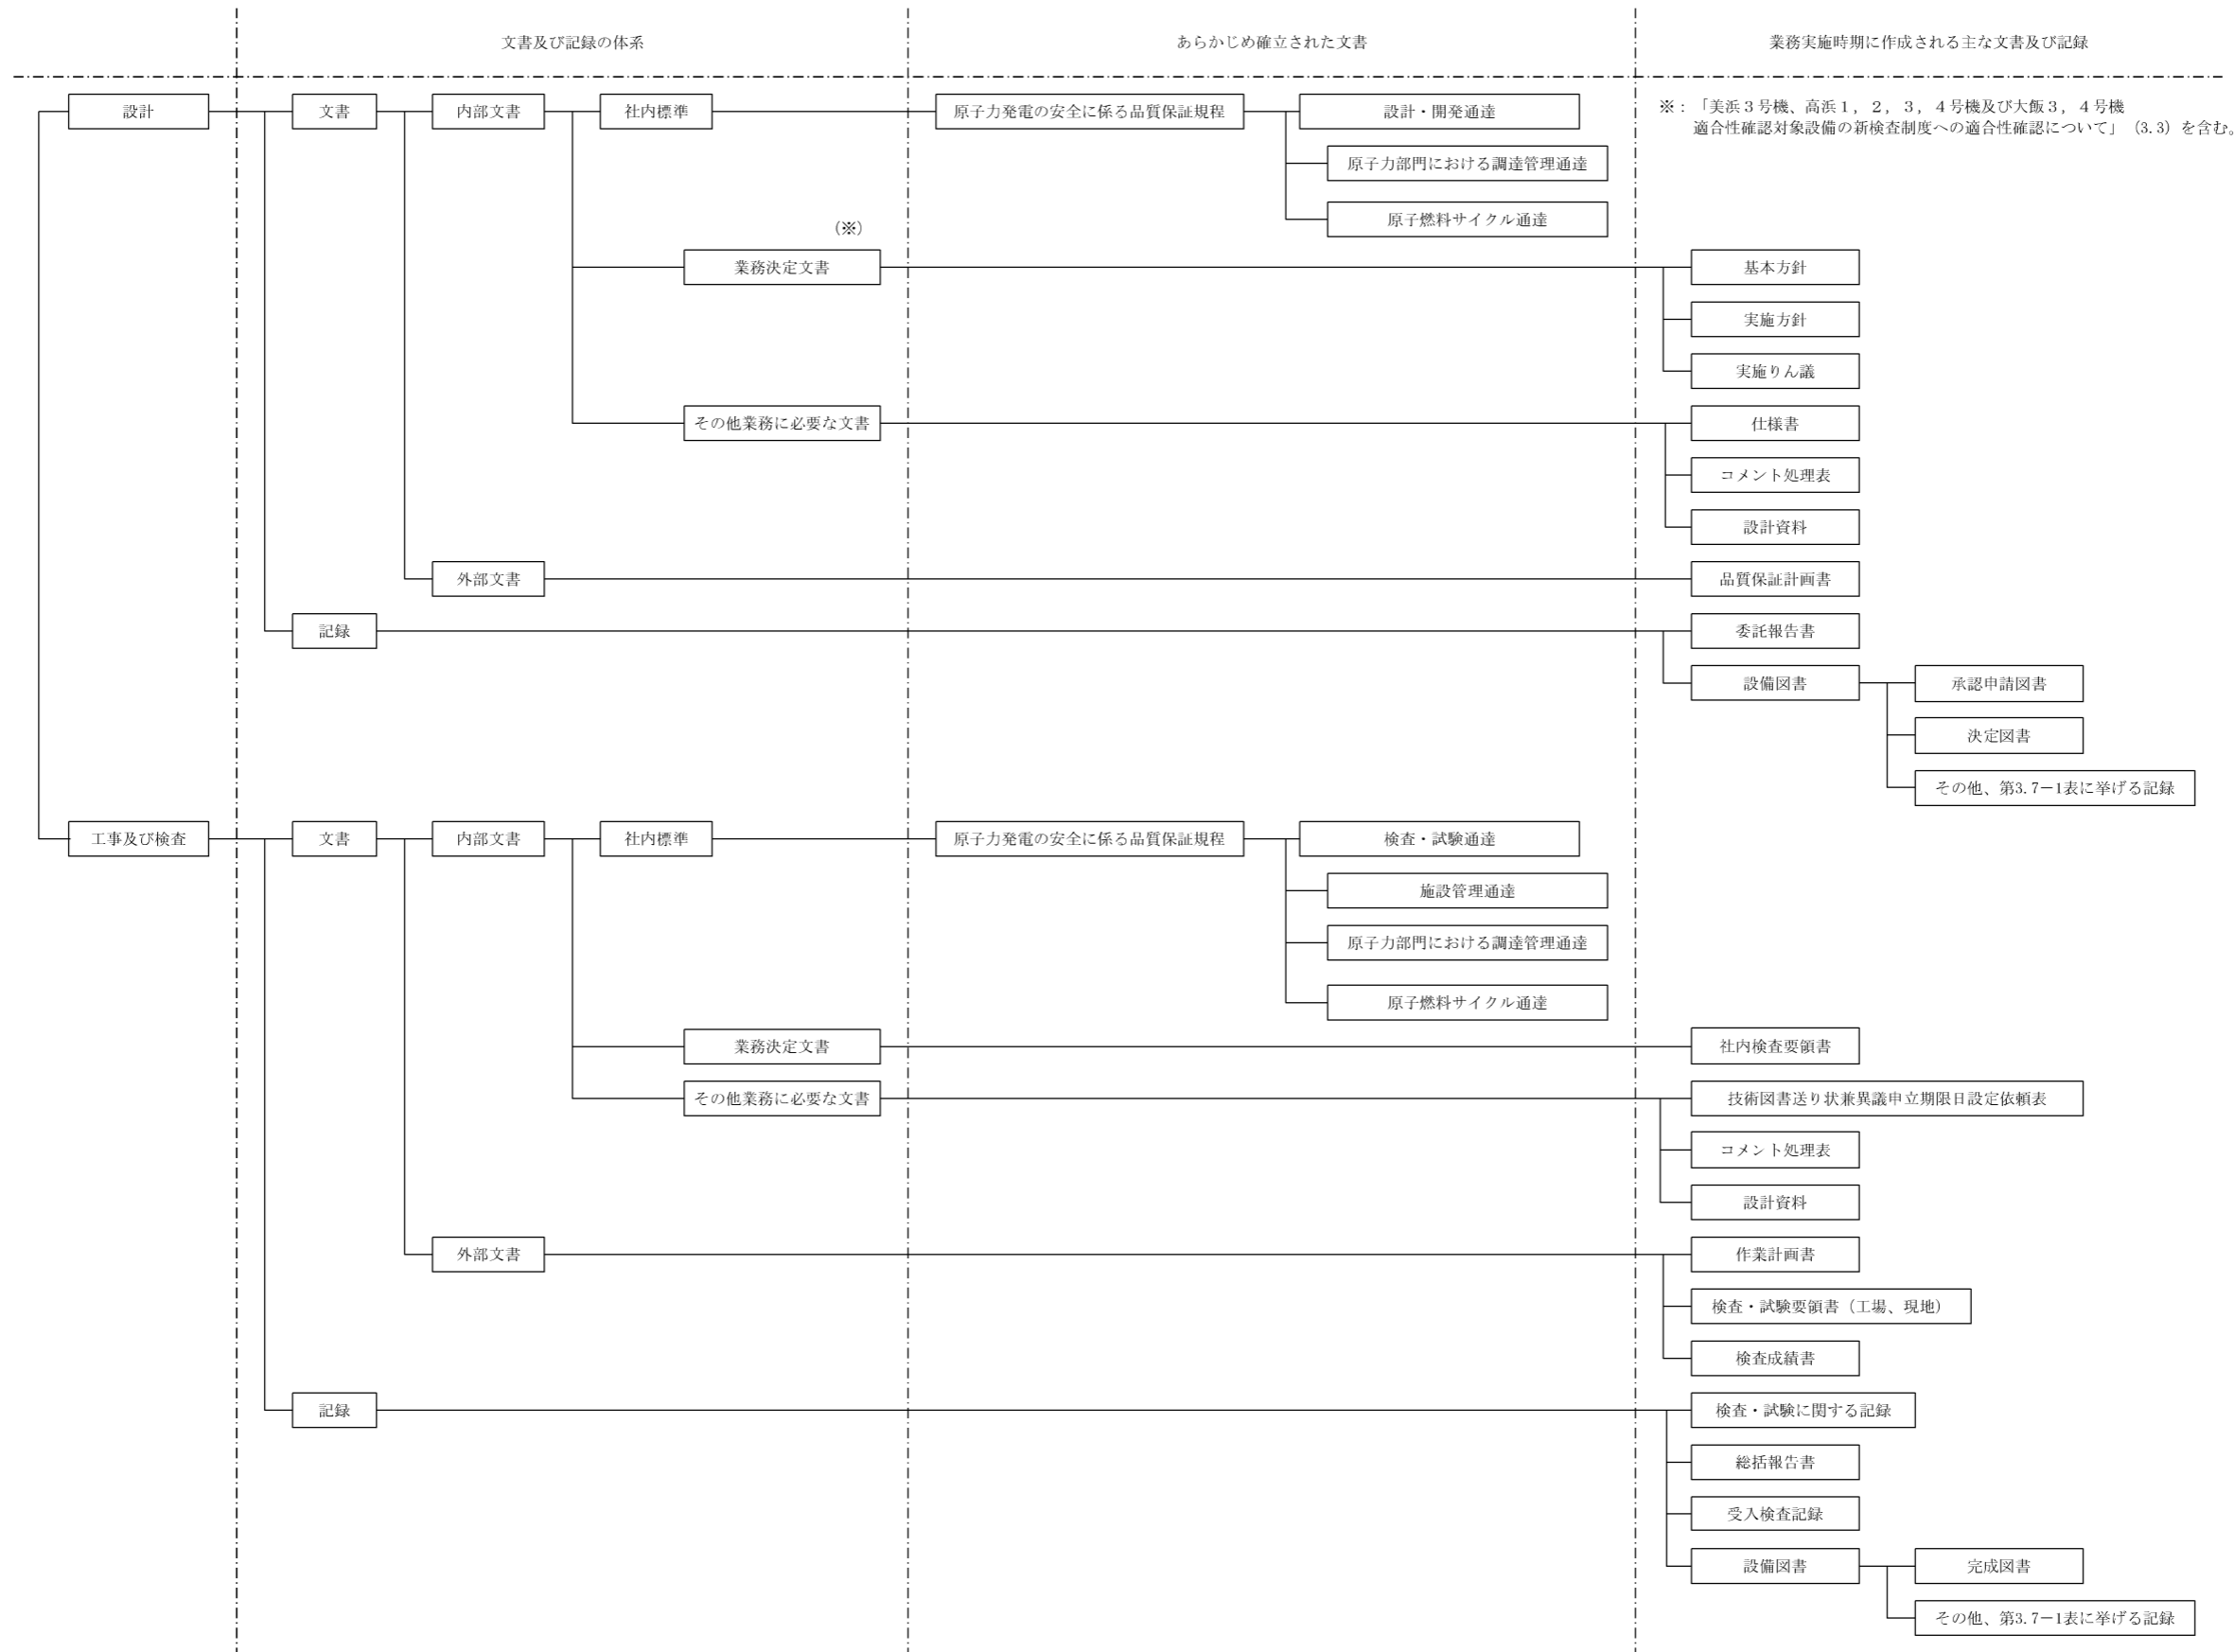 文書及び記録の体系
あらかじめ確立された文書
業務実施時期に作成される主な文書及び記録
設計
文書
内部文書
社内標準
原子力発電の安全に係る品質保証規程
設計・開発通達
※：「美浜３号機、高浜１，２，３，４号機及び大飯３，４号機
適合性確認対象設備の新検査制度への適合性確認について」（3.3）を含む。
原子力部門における調達管理通達
原子燃料サイクル通達
（※）
業務決定文書
基本方針
実施方針
実施りん議
その他業務に必要な文書
仕様書
コメント処理表
設計資料
外部文書
品質保証計画書
記録
委託報告書
設備図書
承認申請図書
決定図書
その他、第3.7－1表に挙げる記録
工事及び検査
文書
内部文書
社内標準
原子力発電の安全に係る品質保証規程
検査・試験通達
施設管理通達
原子力部門における調達管理通達
原子燃料サイクル通達
業務決定文書
社内検査要領書
その他業務に必要な文書
技術図書送り状兼異議申立期限日設定依頼表
コメント処理表
設計資料
外部文書
作業計画書
検査・試験要領書（工場、現地）
検査成績書
記録
検査・試験に関する記録
総括報告書
受入検査記録
設備図書
完成図書
その他、第3.7－1表に挙げる記録